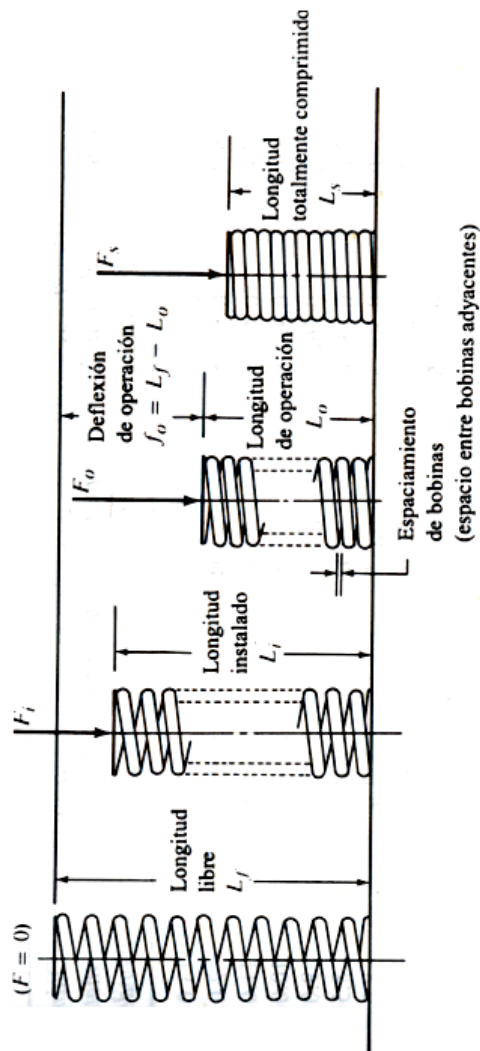 (F = 0)
Longitud
libre
L_f
F_i
Longitud
instalado
L_i
F_o
Deflexión
de operación
f_o = L_f − L_o
Longitud
de operación
L_o
Espaciamiento
de bobinas
(espacio entre bobinas adyacentes)
F_s
Longitud
totalmente comprimido
L_s